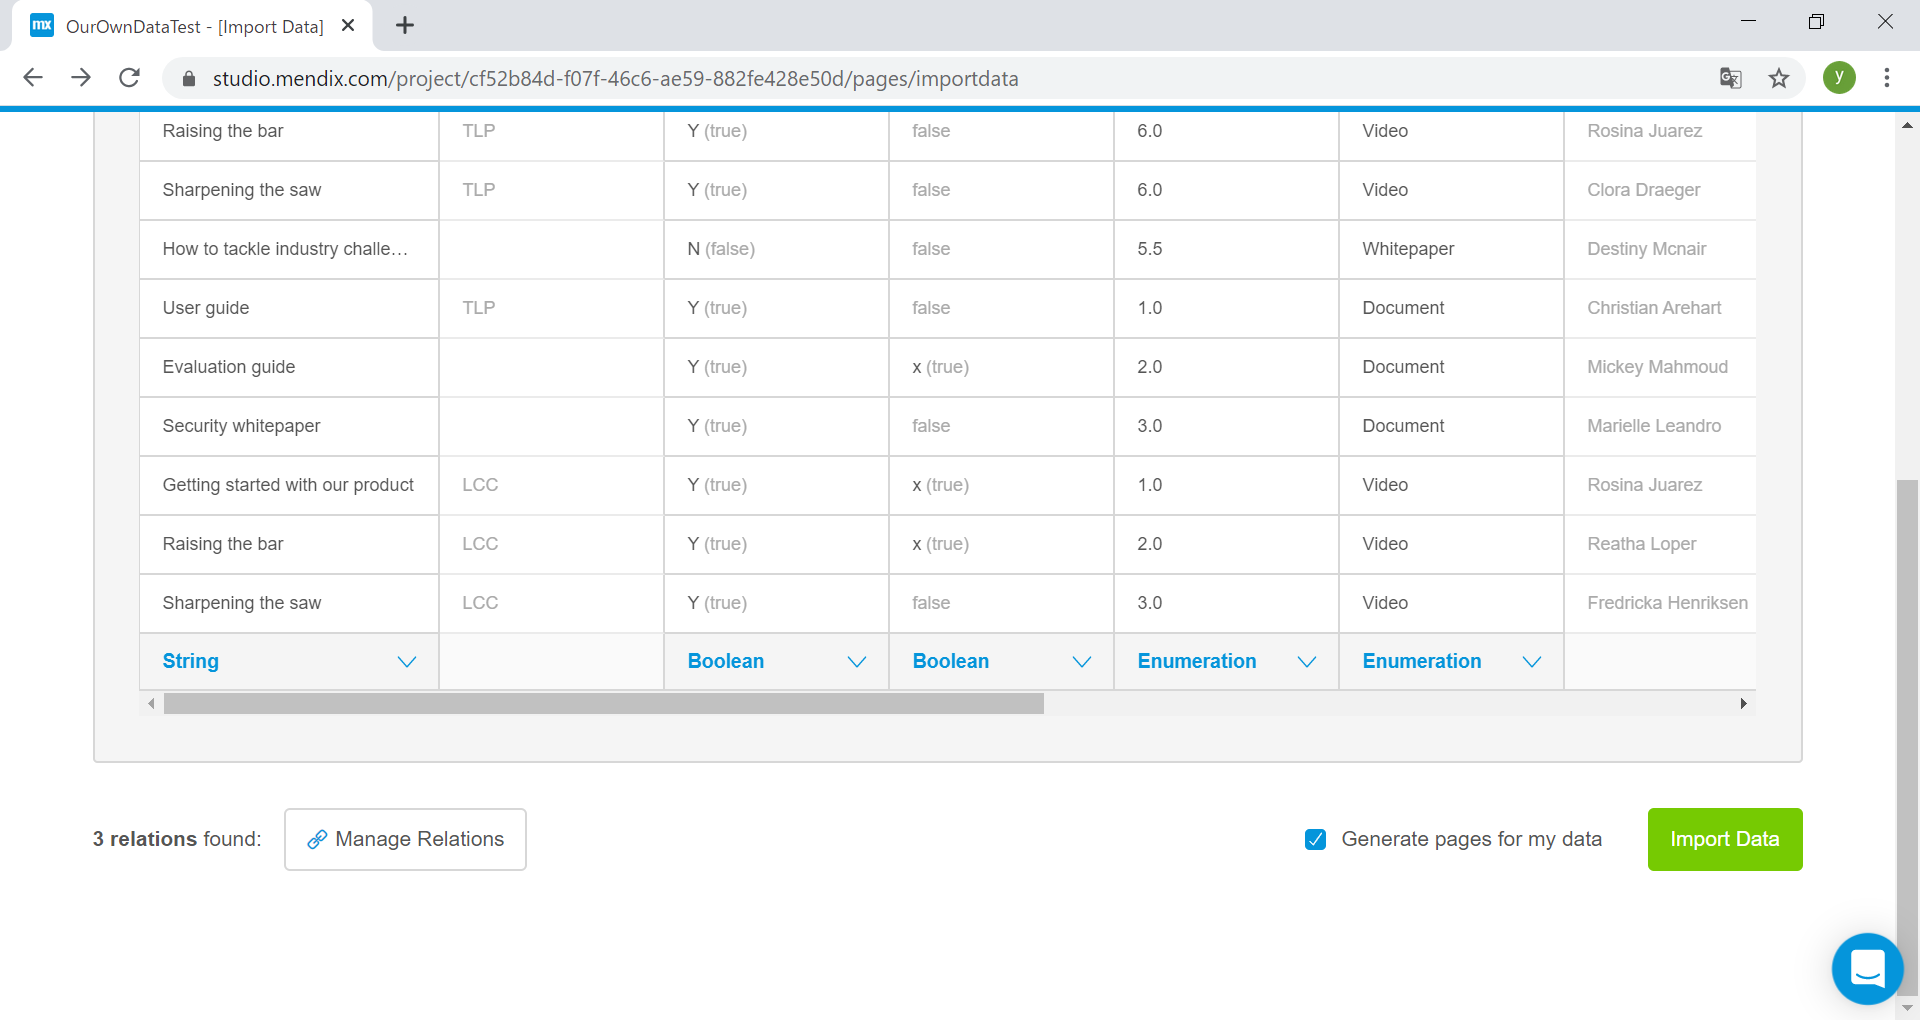 mx OurOwnDataTest - [Import Data]
studio.mendix.com/project/cf52b84d-f07f-46c6-ae59-882fe428e50d/pages/importdata y
Raising the bar TLP Y (true) false 6.0 Video Rosina Juarez
Sharpening the saw TLP Y (true) false 6.0 Video Clora Draeger
How to tackle industry challe... N (false) false 5.5 Whitepaper Destiny Mcnair
User guide TLP Y (true) false 1.0 Document Christian Arehart
Evaluation guide Y (true) x (true) 2.0 Document Mickey Mahmoud
Security whitepaper Y (true) false 3.0 Document Marielle Leandro
Getting started with our product LCC Y (true) x (true) 1.0 Video Rosina Juarez
Raising the bar LCC Y (true) x (true) 2.0 Video Reatha Loper
Sharpening the saw LCC Y (true) false 3.0 Video Fredricka Henriksen
String Boolean Boolean Enumeration Enumeration
3 relations found: Manage Relations Generate pages for my data Import Data